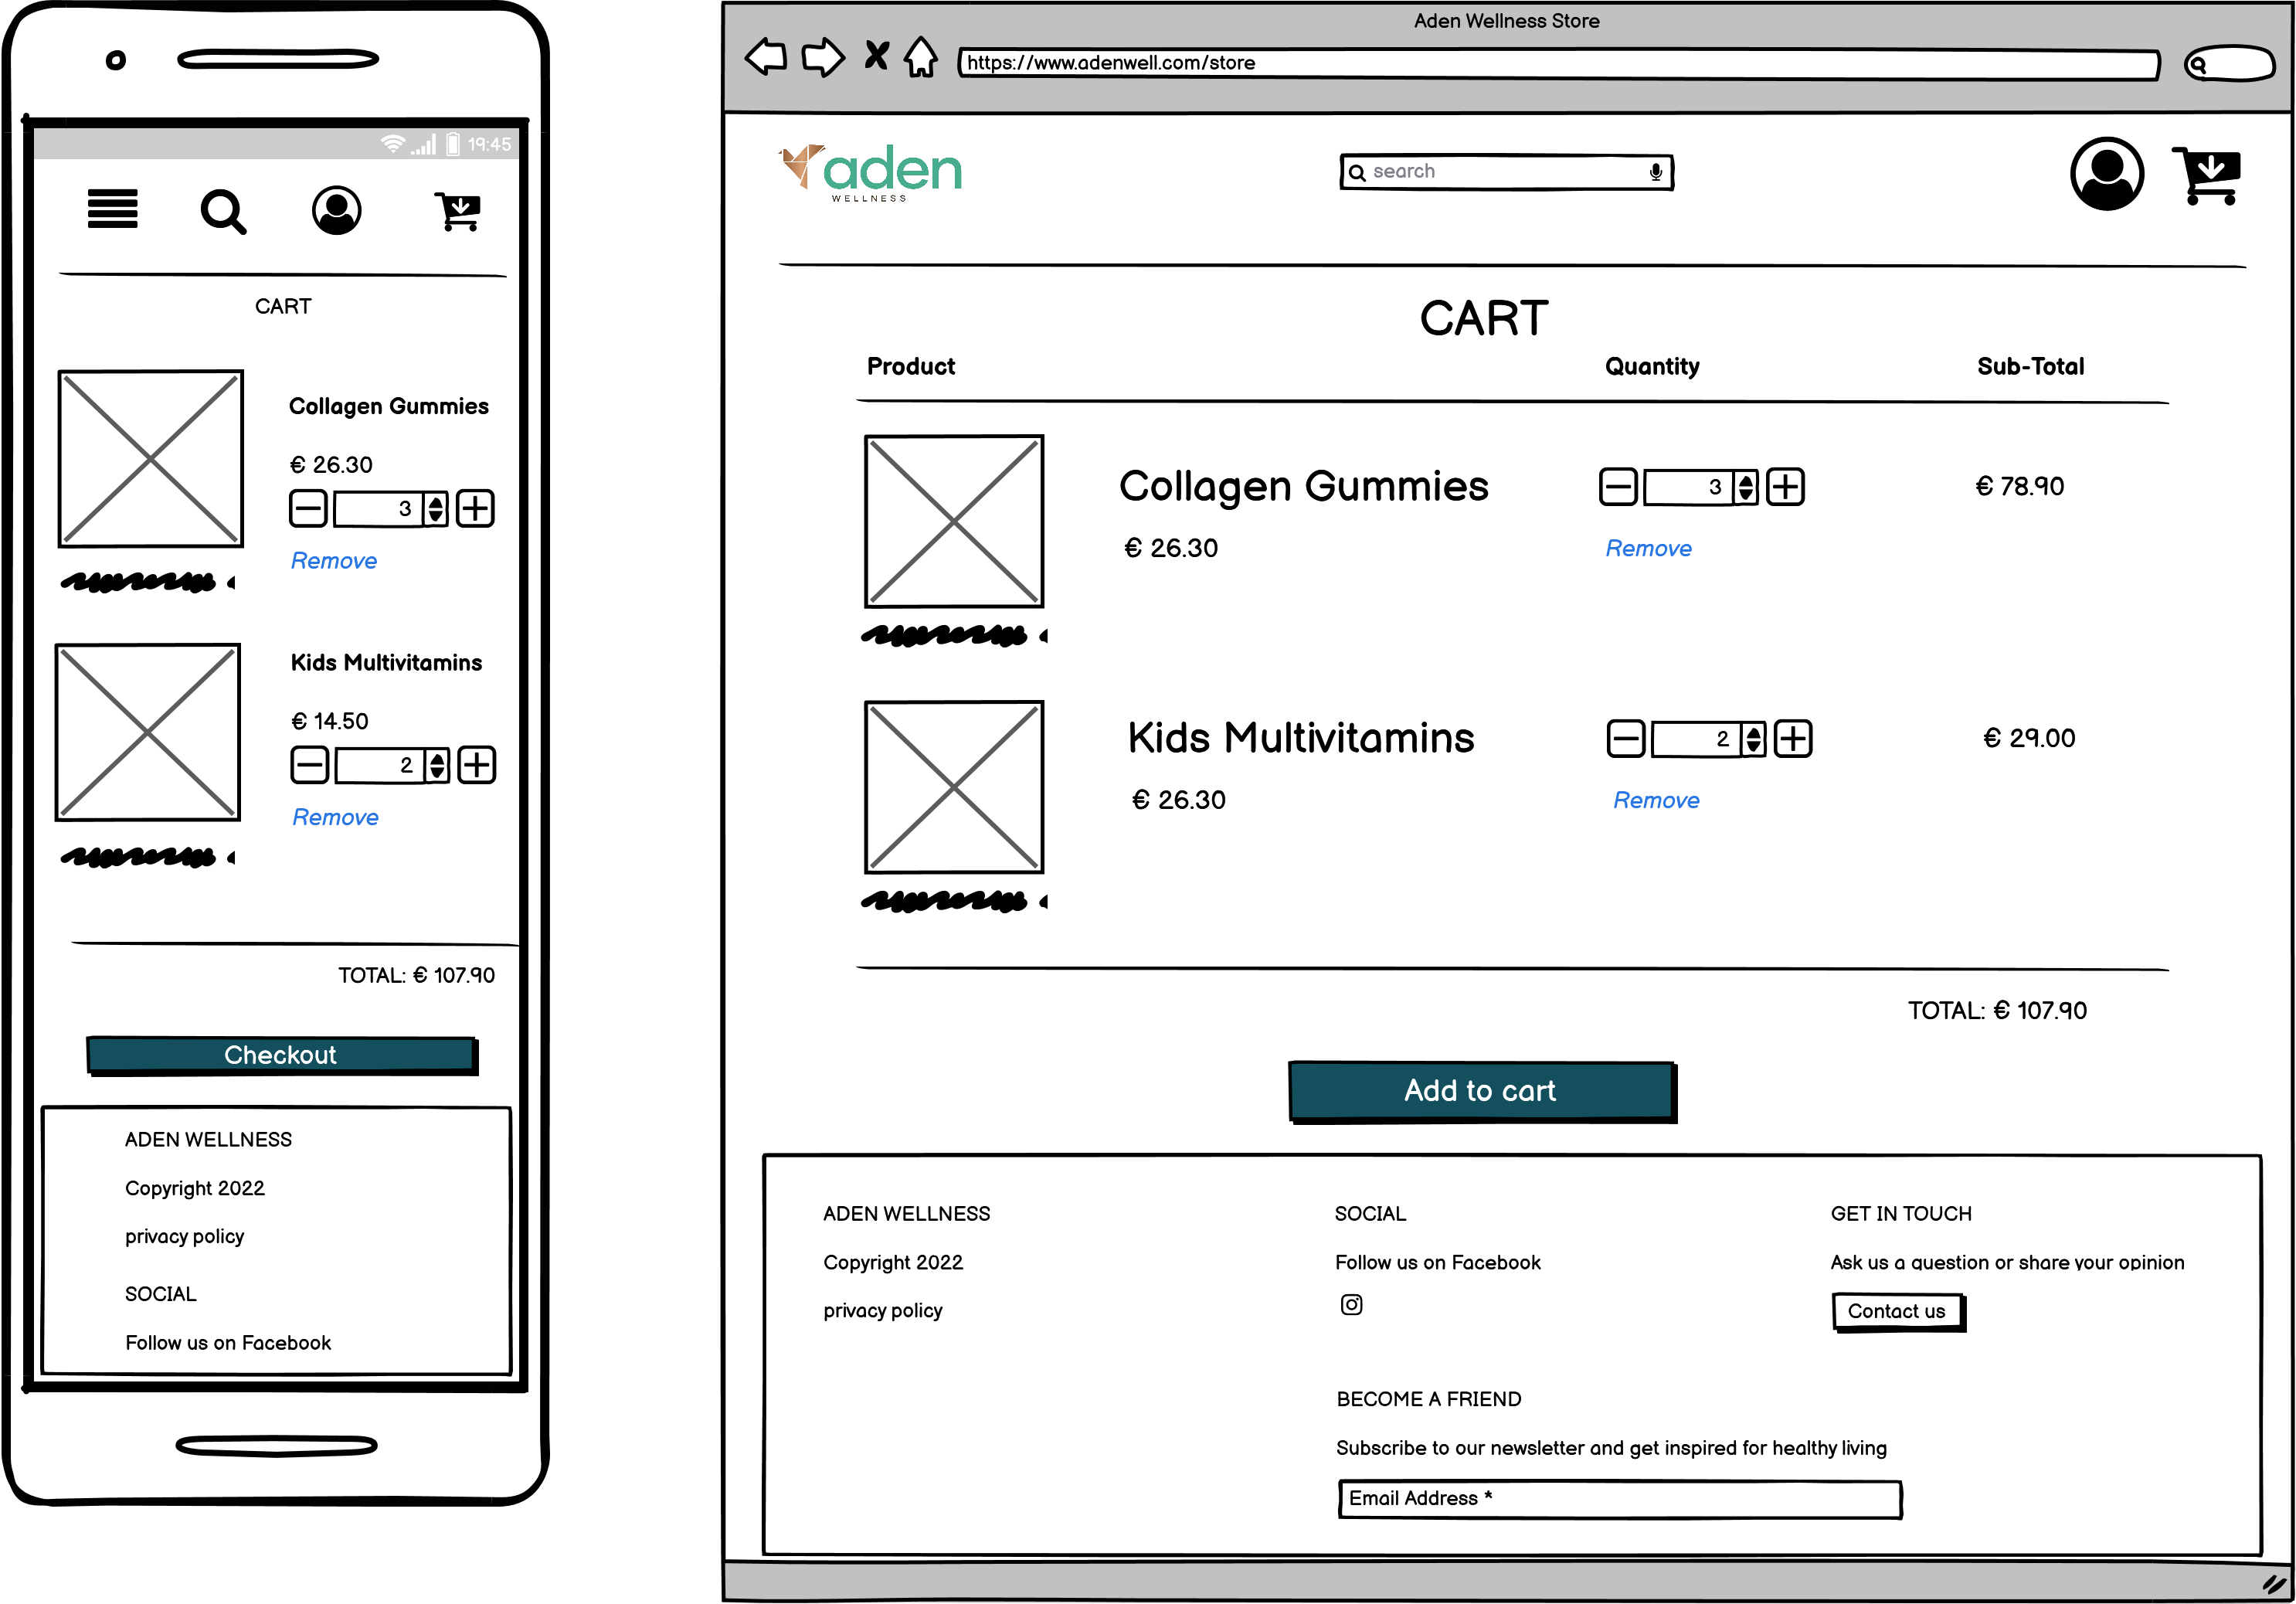 19:45
CART
Collagen Gummies
€ 26.30
3
Remove
Kids Multivitamins
€ 14.50
2
Remove
TOTAL: € 107.90
Checkout
ADEN WELLNESS
Copyright 2022
privacy policy
SOCIAL
Follow us on Facebook
Aden Wellness Store
https://www.adenwell.com/store
aden
WELLNESS
search
CART
Product Quantity Sub-Total
Collagen Gummies 3 € 78.90
€ 26.30 Remove
Kids Multivitamins 2 € 29.00
€ 26.30 Remove
TOTAL: € 107.90
Add to cart
ADEN WELLNESS
Copyright 2022
privacy policy
SOCIAL
Follow us on Facebook
GET IN TOUCH
Ask us a question or share your opinion
Contact us
BECOME A FRIEND
Subscribe to our newsletter and get inspired for healthy living
Email Address *